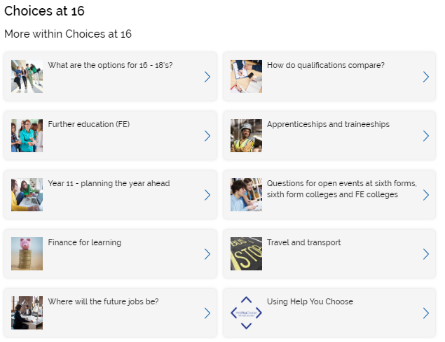 Choices at 16
More within Choices at 16
What are the options for 16 - 18's?
How do qualifications compare?
Further education (FE)
Apprenticeships and traineeships
Year 11 - planning the year ahead
Questions for open events at sixth forms,
sixth form colleges and FE colleges
Finance for learning
Travel and transport
Where will the future jobs be?
Using Help You Choose